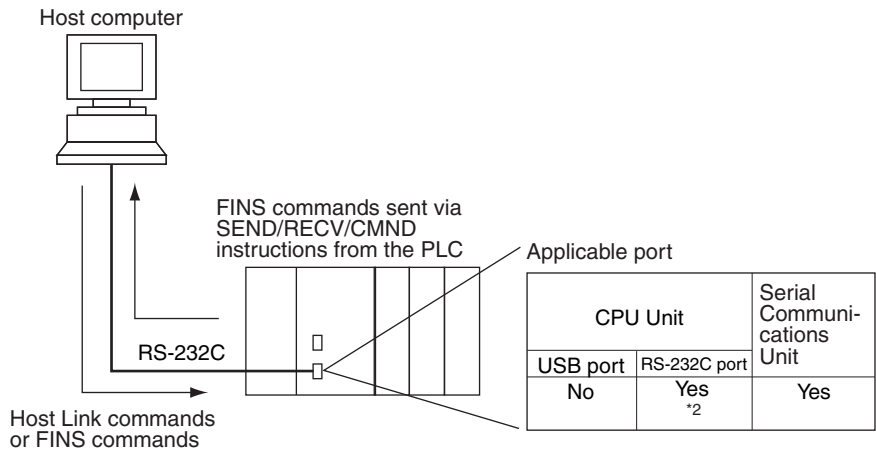 Host computer
FINS commands sent via
SEND/RECV/CMND
instructions from the PLC
Applicable port
RS-232C
Host Link commands
or FINS commands
CPU Unit
Serial
Communi-
cations
Unit
USB port
RS-232C port
No
Yes
*2
Yes